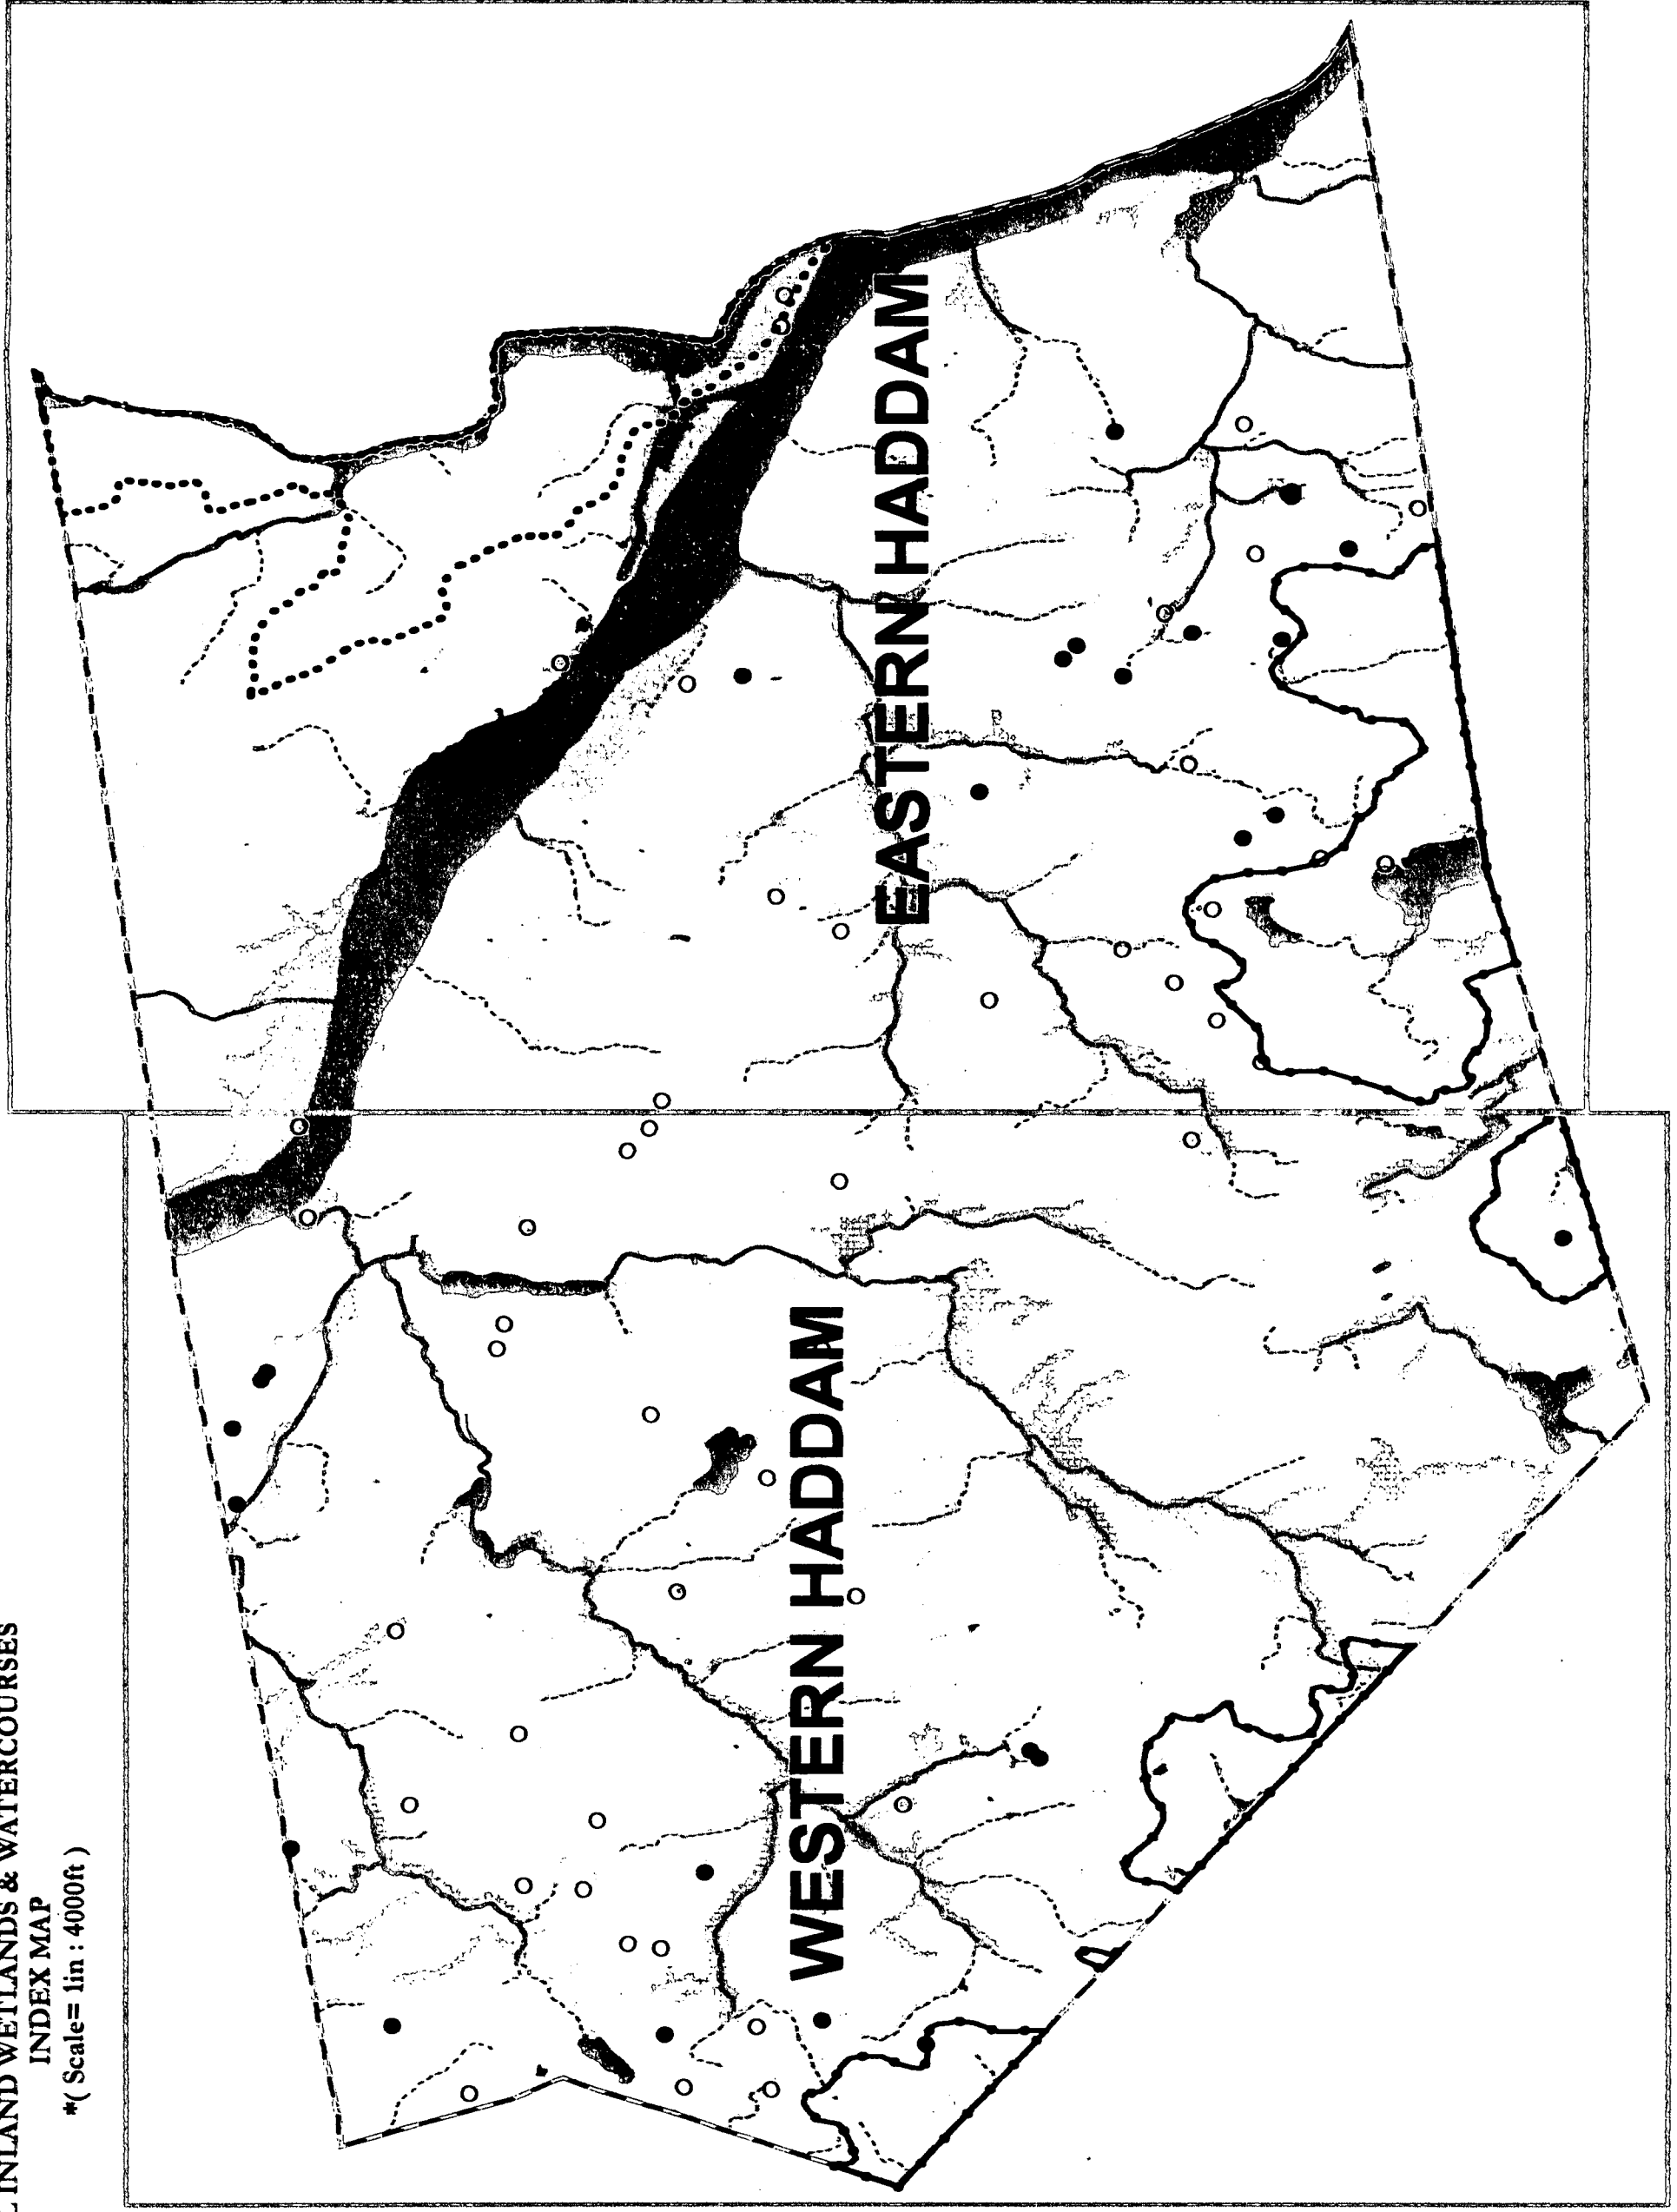 INLAND WETLANDS & WATERCOURSES
INDEX MAP
*( Scale= 1in : 4000ft )
WESTERN HADDAM
EASTERN HADDAM